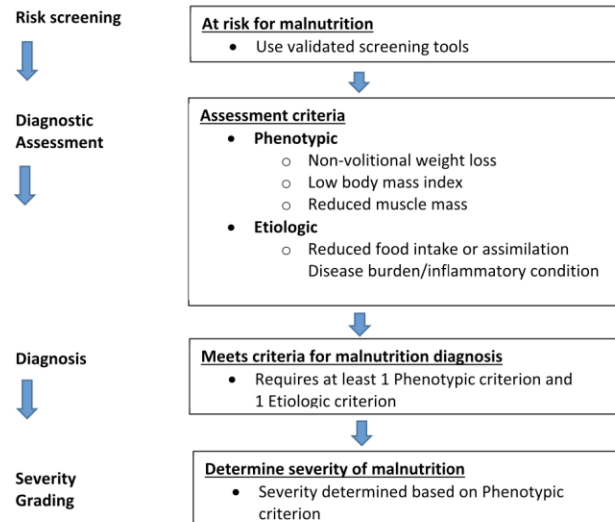 Risk screening
At risk for malnutrition
• Use validated screening tools
Diagnostic
Assessment
Assessment criteria
• Phenotypic
o Non-volitional weight loss
o Low body mass index
o Reduced muscle mass
• Etiologic
o Reduced food intake or assimilation
Disease burden/inflammatory condition
Diagnosis
Meets criteria for malnutrition diagnosis
• Requires at least 1 Phenotypic criterion and
1 Etiologic criterion
Severity
Grading
Determine severity of malnutrition
• Severity determined based on Phenotypic
criterion